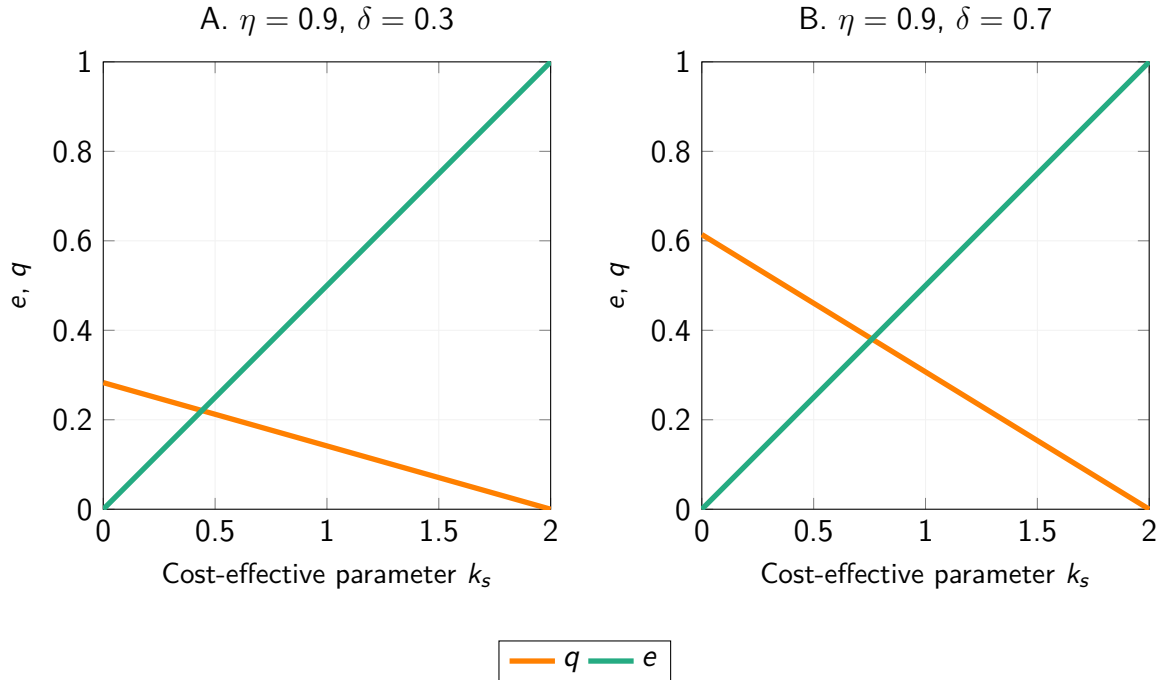 A. η = 0.9, δ = 0.3
1
0.8
0.6
0.4
0.2
0
e, q
0 0.5 1 1.5 2
Cost-effective parameter kₛ
B. η = 0.9, δ = 0.7
1
0.8
0.6
0.4
0.2
0
e, q
0 0.5 1 1.5 2
Cost-effective parameter kₛ
q e